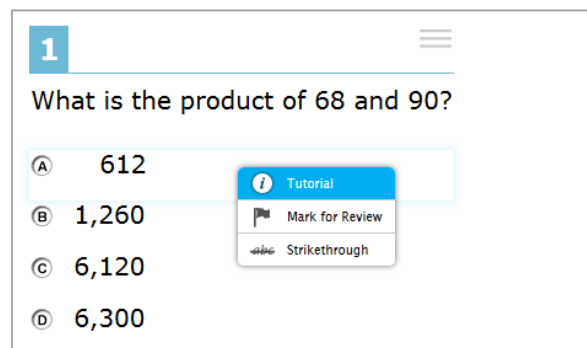 1
What is the product of 68 and 90?
A 612
B 1,260
C 6,120
D 6,300
i Tutorial
Mark for Review
abc Strikethrough